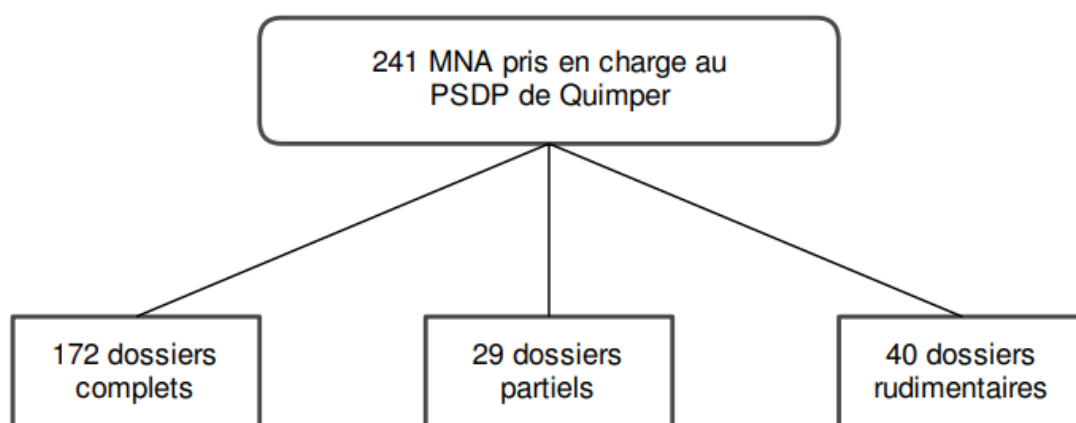 241 MNA pris en charge au
PSDP de Quimper
172 dossiers
complets
29 dossiers
partiels
40 dossiers
rudimentaires